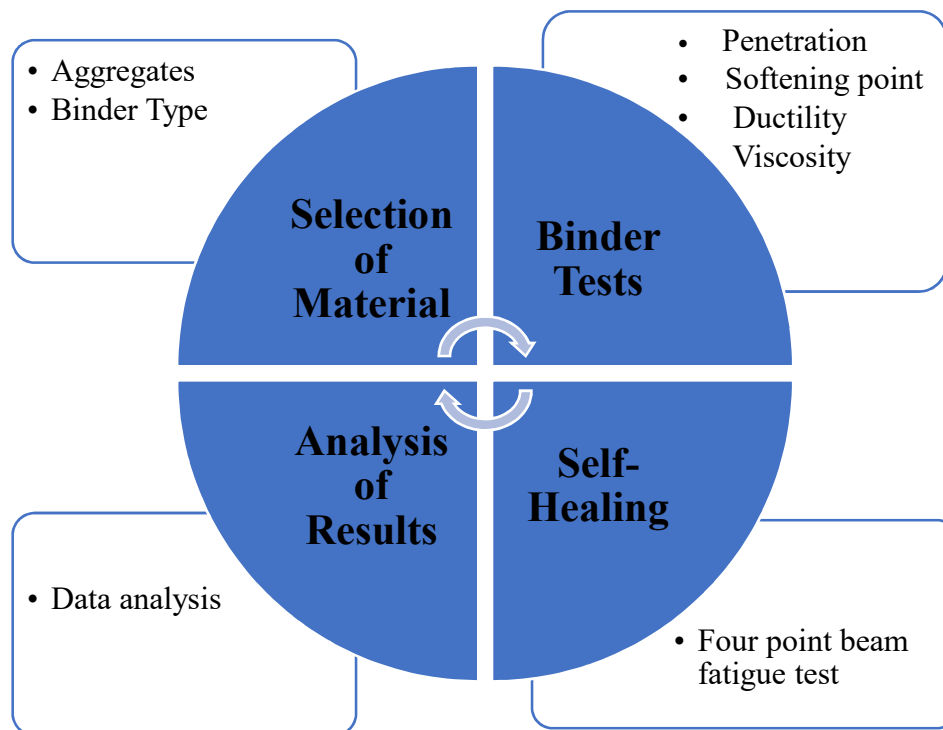 • Aggregates
• Binder Type
• Penetration
• Softening point
• Ductility
Viscosity
Selection
of
Material
Binder
Tests
Analysis
of
Results
Self-
Healing
• Data analysis
• Four point beam
fatigue test